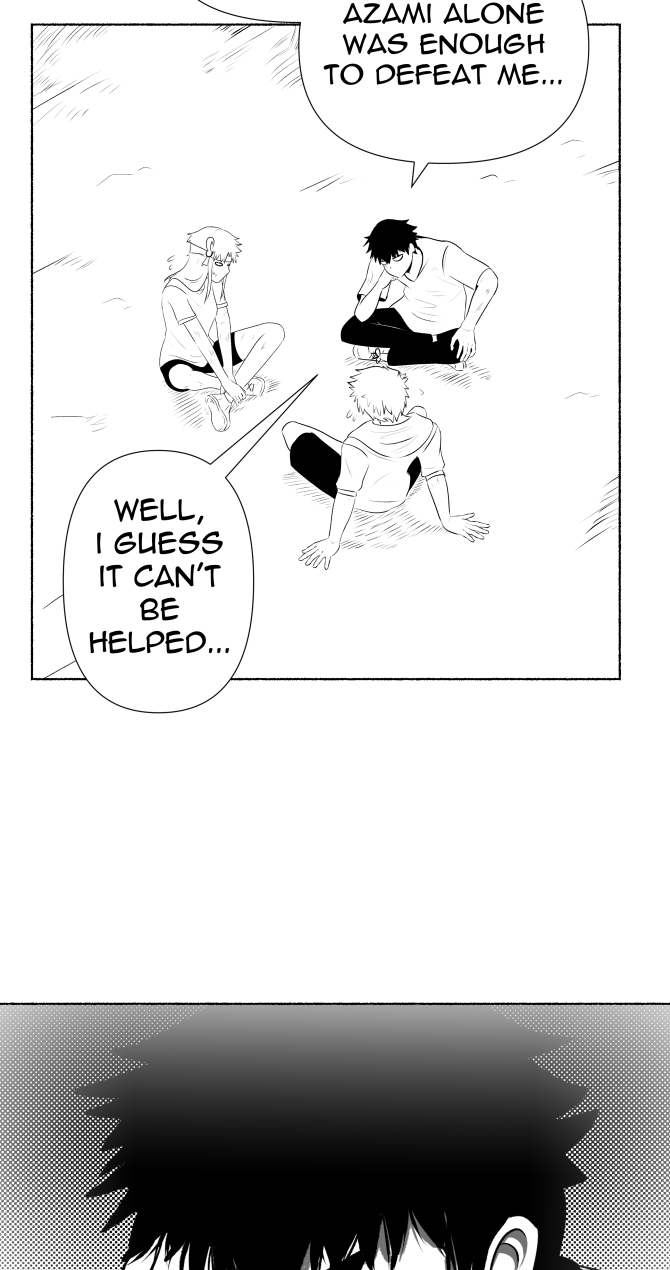 AZAMI ALONE
WAS ENOUGH
TO DEFEAT ME...
WELL,
I GUESS
IT CAN'T
BE
HELPED...